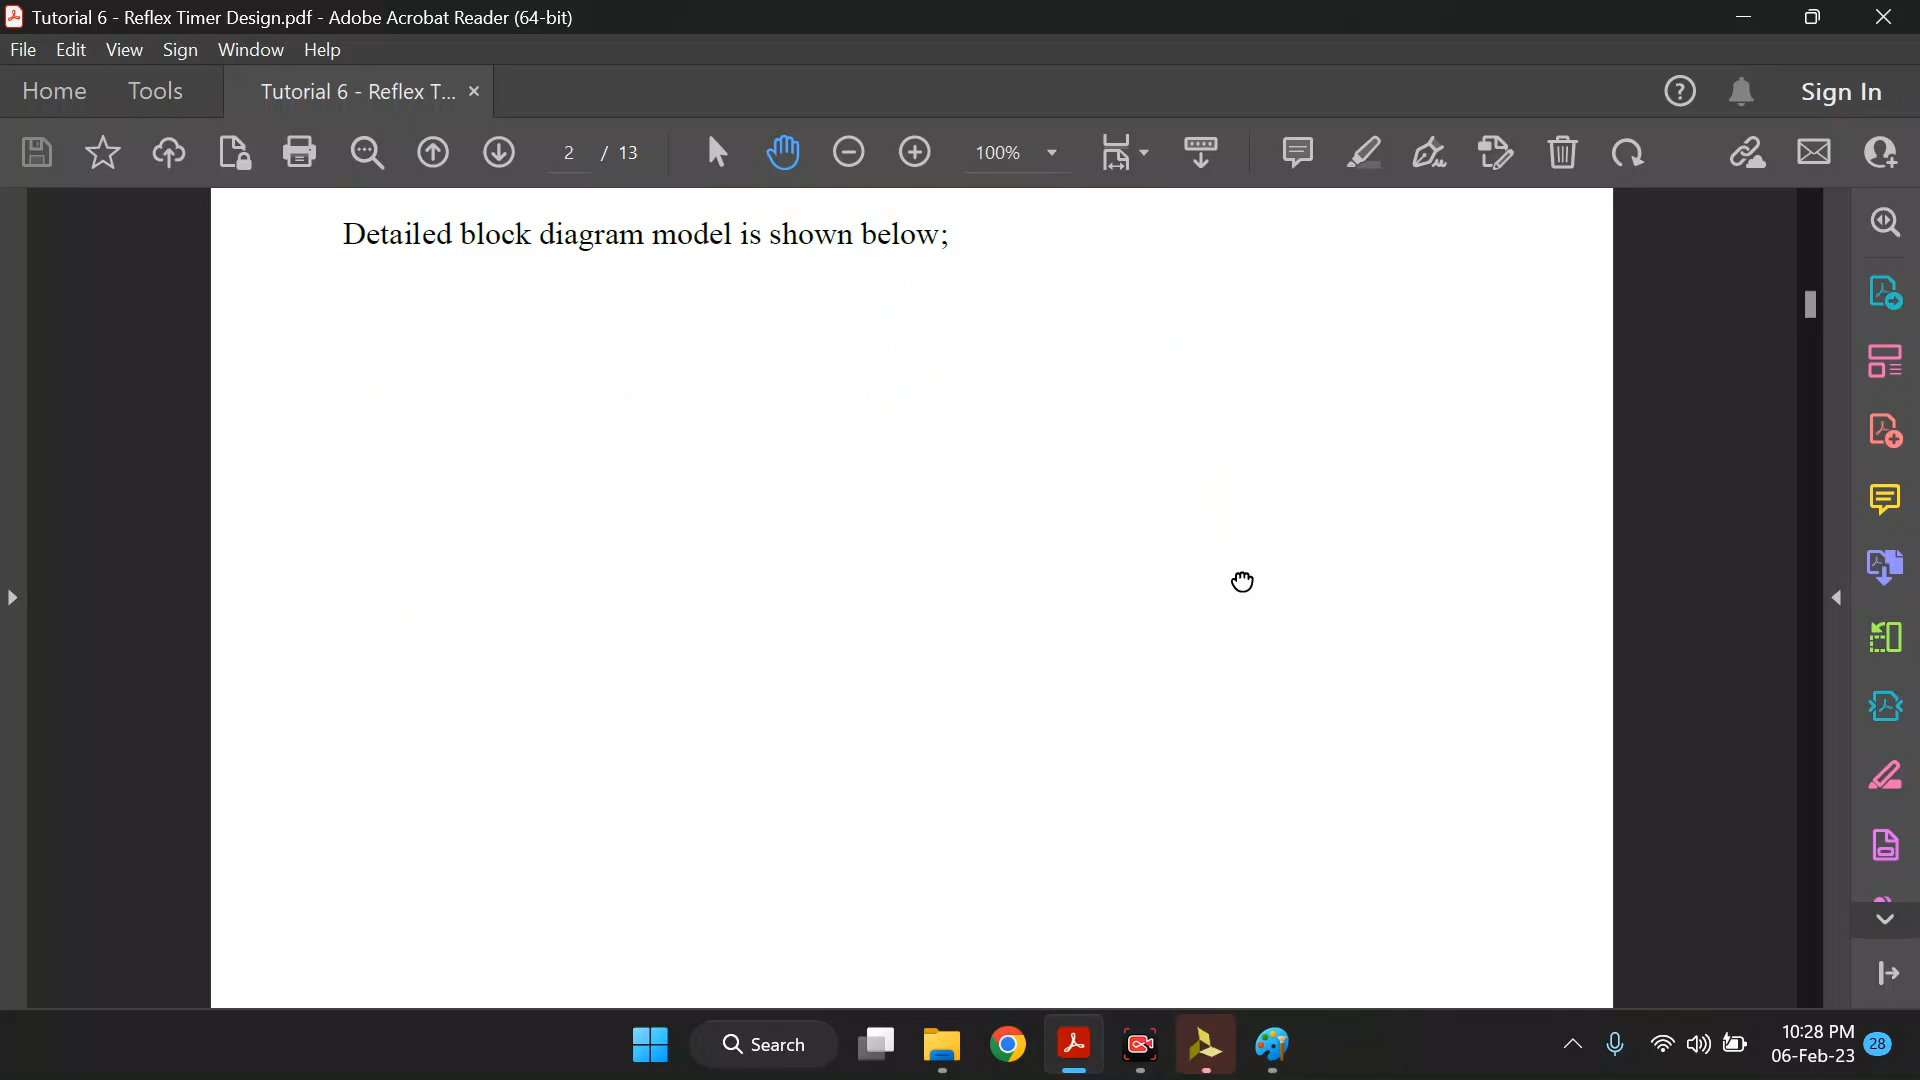 Tutorial 6 - Reflex Timer Design.pdf - Adobe Acrobat Reader (64-bit)
File Edit View Sign Window Help
Home Tools Tutorial 6 - Reflex T... Sign In
2 / 13 100%
Detailed block diagram model is shown below;
Search
10:28 PM
06-Feb-23 28